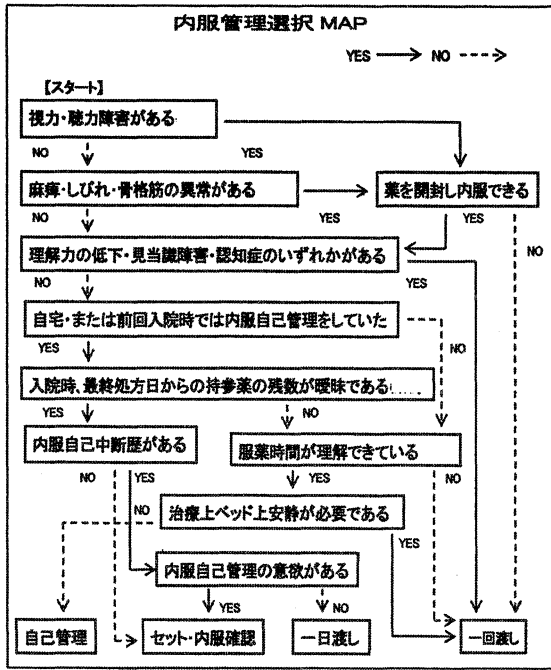 内服管理選択 MAP
YES NO
【スタート】
視力・聴力障害がある
NO YES
麻痺・しびれ・骨格筋の異常がある
薬を開封し内服できる
NO YES YES
理解力の低下・見当識障害・認知症のいずれかがある
NO
NO YES
自宅・または前回入院時では内服自己管理をしていた
YES NO
入院時、最終処方日からの持参薬の残数が曖昧である
YES NO
内服自己中断歴がある
服薬時間が理解できている
NO YES YES NO
NO
治療上ベッド上安静が必要である
YES
内服自己管理の意欲がある
YES NO
自己管理
セット・内服確認
一日渡し
一回渡し